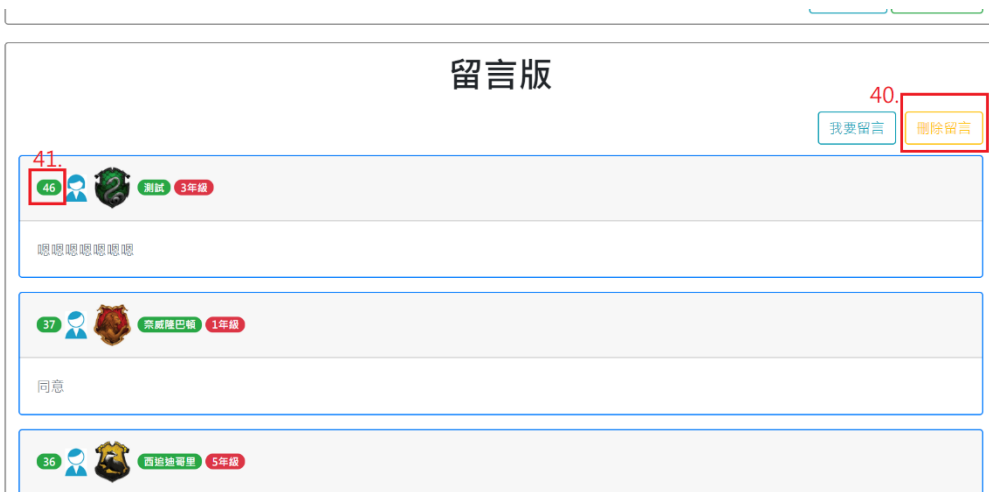 留言版
40.
我要留言 刪除留言
41.
46 測試 3年級
嗯嗯嗯嗯嗯嗯嗯
37 奈威隆巴頓 1年級
同意
36 西追迪哥里 5年級